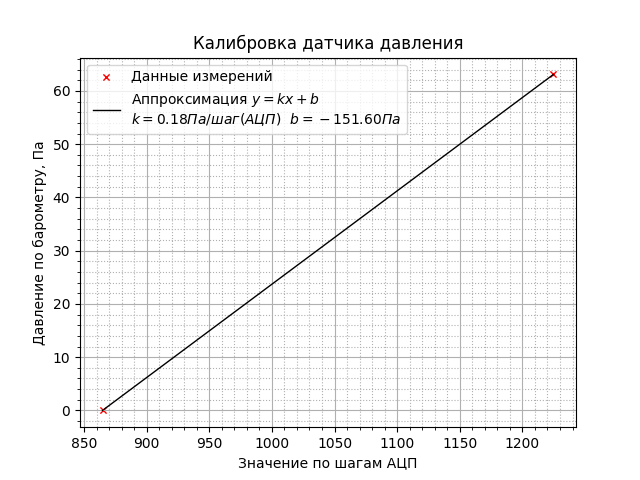 Калибровка датчика давления
Данные измерений
Аппроксимация y = kx + b
k = 0.18Па/шаг(АЦП) b = −151.60Па
Давление по барометру, Па
60
50
40
30
20
10
0
850 900 950 1000 1050 1100 1150 1200
Значение по шагам АЦП